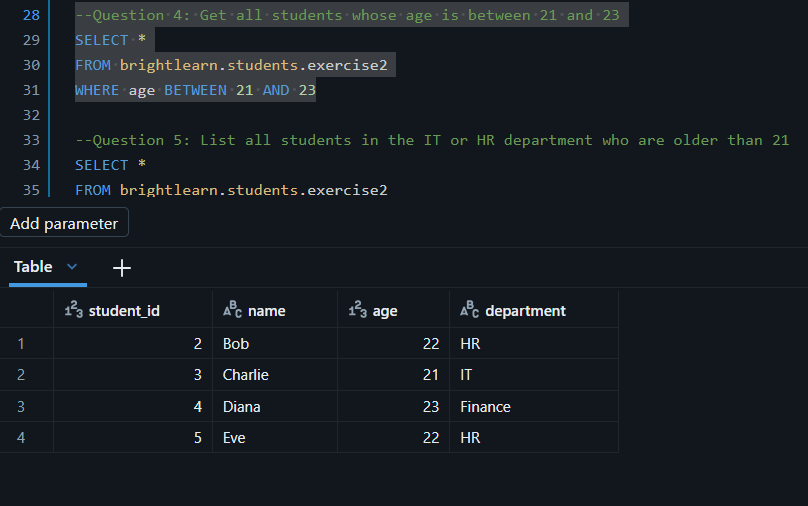 28 --Question 4: Get all students whose age is between 21 and 23
29 SELECT *
30 FROM brightlearn.students.exercise2
31 WHERE age BETWEEN 21 AND 23
32
33 --Question 5: List all students in the IT or HR department who are older than 21
34 SELECT *
35 FROM brightlearn.students.exercise2
Add parameter
Table +
123 student_id ABC name 123 age ABC department
1 2 Bob 22 HR
2 3 Charlie 21 IT
3 4 Diana 23 Finance
4 5 Eve 22 HR